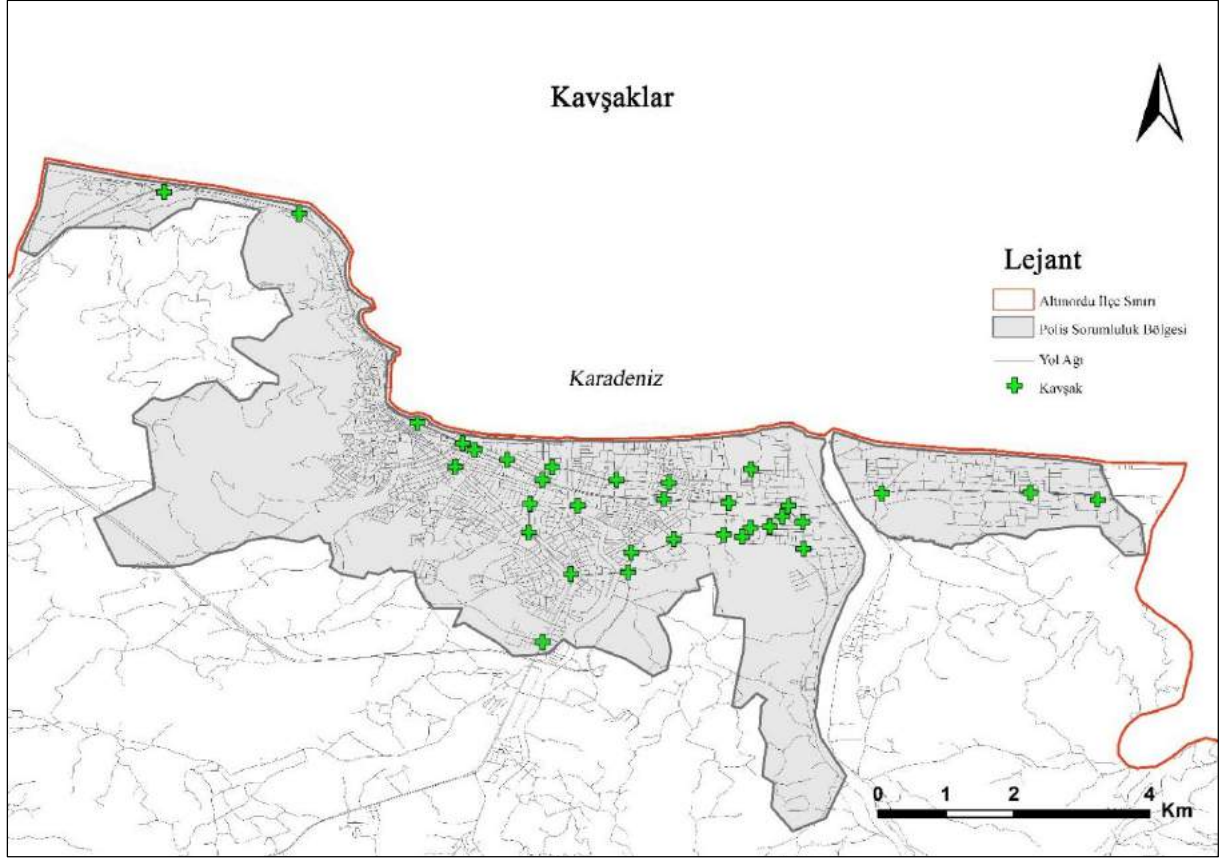 Kavşaklar
Karadeniz
Lejant
Altınordu İlçe Sınırı
Polis Sorumluluk Bölgesi
Yol Ağı
Kavşak
0 1 2 4
Km